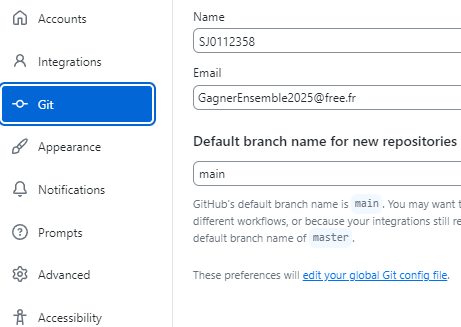 Accounts
Integrations
Git
Appearance
Notifications
Prompts
Advanced
Accessibility
Name
SJ0112358
Email
GagnerEnsemble2025@free.fr
Default branch name for new repositories
main
GitHub's default branch name is main. You may want t
different workflows, or because your integrations still re
default branch name of master.
These preferences will edit your global Git config file.